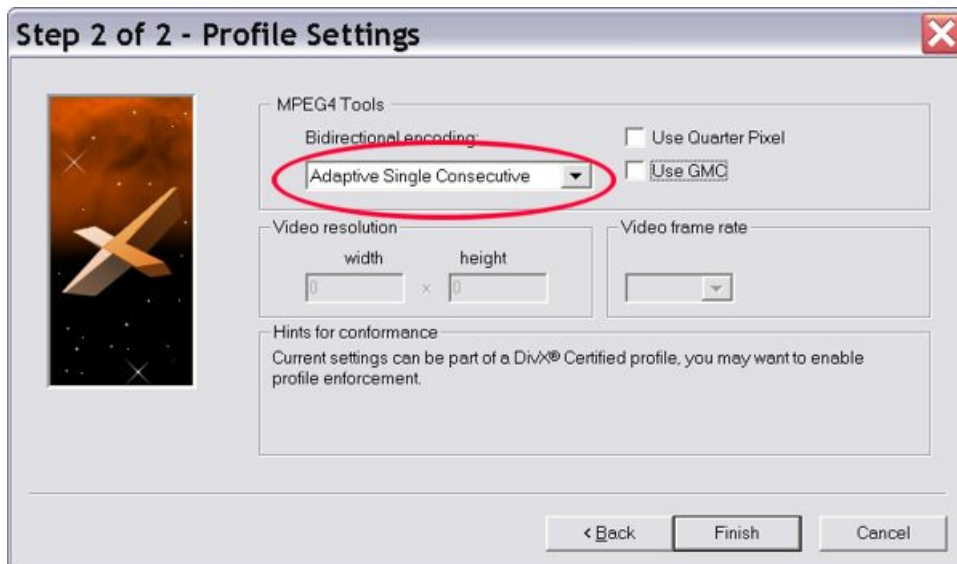 Step 2 of 2 - Profile Settings
MPEG4 Tools
Bidirectional encoding:
Use Quarter Pixel
Adaptive Single Consecutive
Use GMC
Video resolution
Video frame rate
width
height
0
x
0
Hints for conformance
Current settings can be part of a DivX® Certified profile, you may want to enable
profile enforcement.
< Back
Finish
Cancel